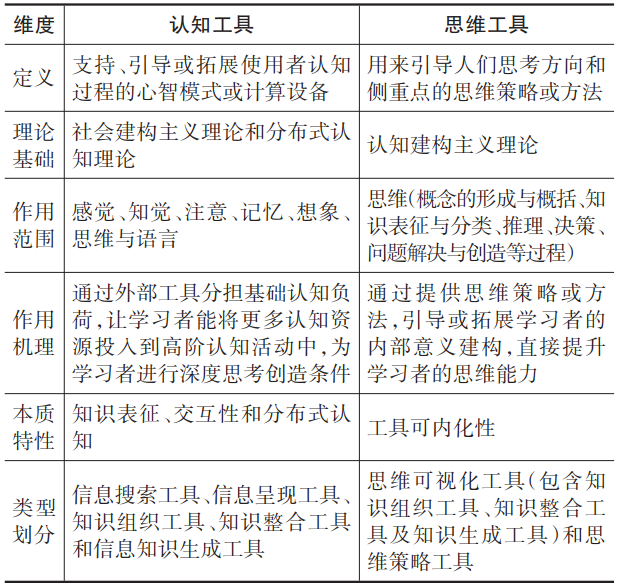 维度 认知工具 思维工具
定义
支持、引导或拓展使用者认知
过程的心智模式或计算设备
用来引导人们思考方向和
侧重点的思维策略或方法
理论
基础
社会建构主义理论和分布式认
知理论
认知建构主义理论
作用
范围
感觉、知觉、注意、记忆、想象、
思维与语言
思维(概念的形成与概括、知
识表征与分类、推理、决策、
问题解决与创造等过程)
作用
机理
通过外部工具分担基础认知负
荷,让学习者能将更多认知资
源投入到高阶认知活动中,为
学习者进行深度思考创造条件
通过提供思维策略或方
法,引导或拓展学习者的
内部意义建构,直接提升
学习者的思维能力
本质
特性
知识表征、交互性和分布式认
知
工具可内化性
类型
划分
信息搜索工具、信息呈现工具、
知识组织工具、知识整合工具
和信息知识生成工具
思维可视化工具(包含知
识组织工具、知识整合工
具及知识生成工具)和思
维策略工具